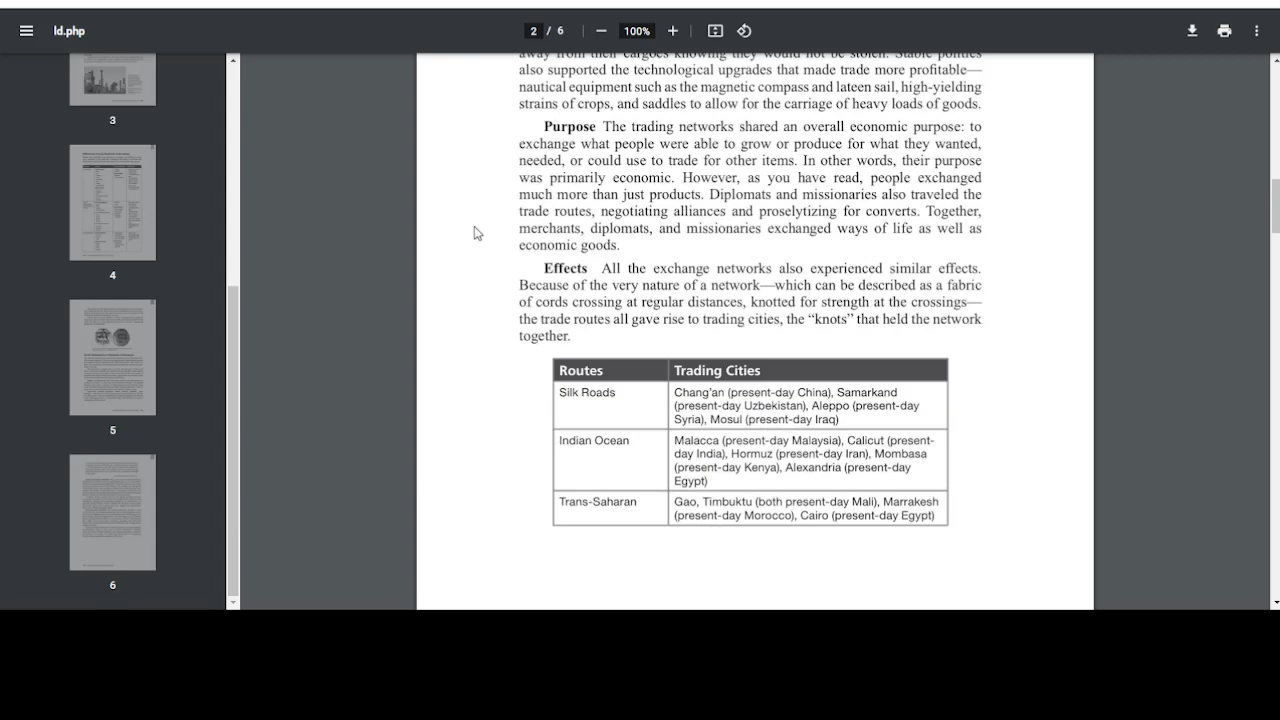 ld.php
2 / 6
100%
3
4
5
6
away from their cargoes knowing they would not be stolen. Stable politics
also supported the technological upgrades that made trade more profitable—
nautical equipment such as the magnetic compass and lateen sail, high-yielding
strains of crops, and saddles to allow for the carriage of heavy loads of goods.
Purpose The trading networks shared an overall economic purpose: to
exchange what people were able to grow or produce for what they wanted,
needed, or could use to trade for other items. In other words, their purpose
was primarily economic. However, as you have read, people exchanged
much more than just products. Diplomats and missionaries also traveled the
trade routes, negotiating alliances and proselytizing for converts. Together,
merchants, diplomats, and missionaries exchanged ways of life as well as
economic goods.
Effects All the exchange networks also experienced similar effects.
Because of the very nature of a network—which can be described as a fabric
of cords crossing at regular distances, knotted for strength at the crossings—
the trade routes all gave rise to trading cities, the “knots” that held the network
together.
Routes Trading Cities
Silk Roads Chang’an (present-day China), Samarkand
(present-day Uzbekistan), Aleppo (present-day
Syria), Mosul (present-day Iraq)
Indian Ocean Malacca (present-day Malaysia), Calicut (present-
day India), Hormuz (present-day Iran), Mombasa
(present-day Kenya), Alexandria (present-day
Egypt)
Trans-Saharan Gao, Timbuktu (both present-day Mali), Marrakesh
(present-day Morocco), Cairo (present-day Egypt)